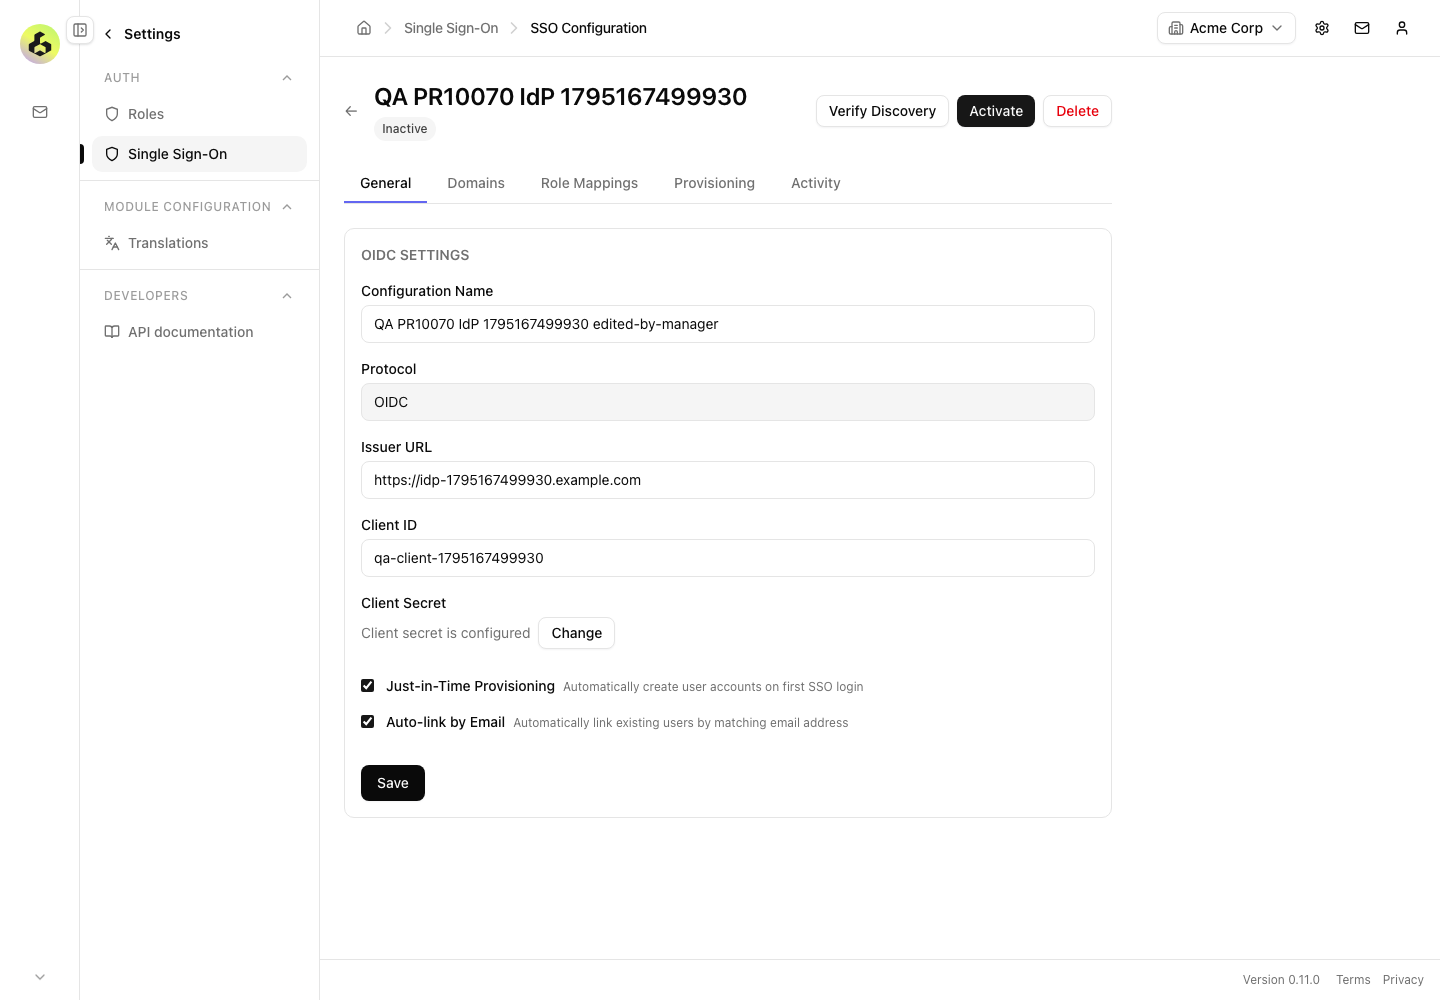 Settings
AUTH
Roles
Single Sign-On
MODULE CONFIGURATION
Translations
DEVELOPERS
API documentation
Single Sign-On
SSO Configuration
Acme Corp
QA PR10070 IdP 1795167499930
Inactive
Verify Discovery
Activate
Delete
General
Domains
Role Mappings
Provisioning
Activity
OIDC SETTINGS
Configuration Name
QA PR10070 IdP 1795167499930 edited-by-manager
Protocol
OIDC
Issuer URL
https://idp-1795167499930.example.com
Client ID
qa-client-1795167499930
Client Secret
Client secret is configured
Change
Just-in-Time Provisioning Automatically create user accounts on first SSO login
Auto-link by Email Automatically link existing users by matching email address
Save
Version 0.11.0
Terms
Privacy